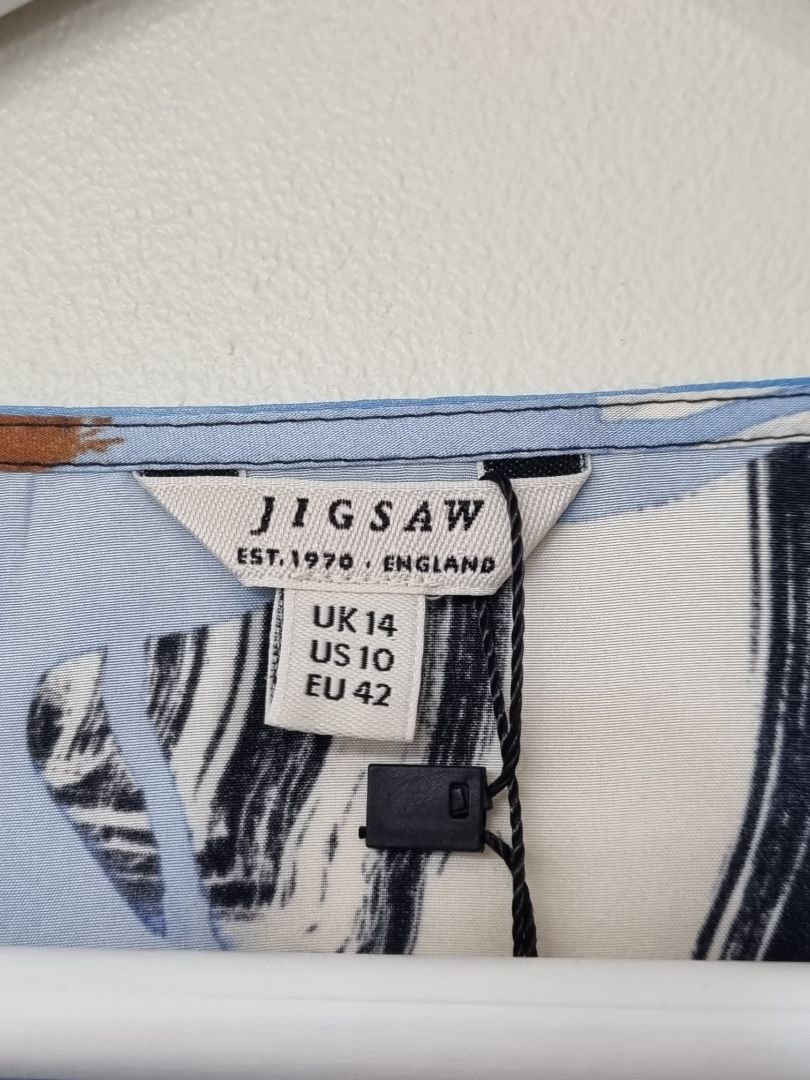 JIGSAW
EST. 1970 · ENGLAND
UK 14
US 10
EU 42